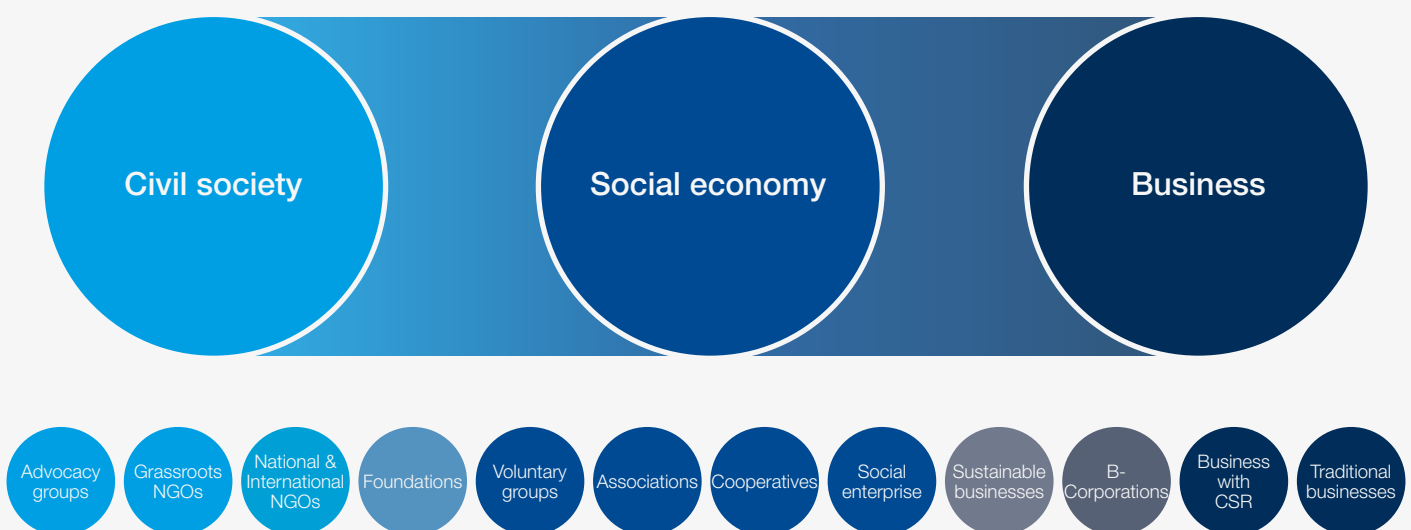 Civil society
Social economy
Business
Advocacy
groups
Grassroots
NGOs
National &
International
NGOs
Foundations
Voluntary
groups
Associations
Cooperatives
Social
enterprise
Sustainable
businesses
B-
Corporations
Business
with
CSR
Traditional
businesses